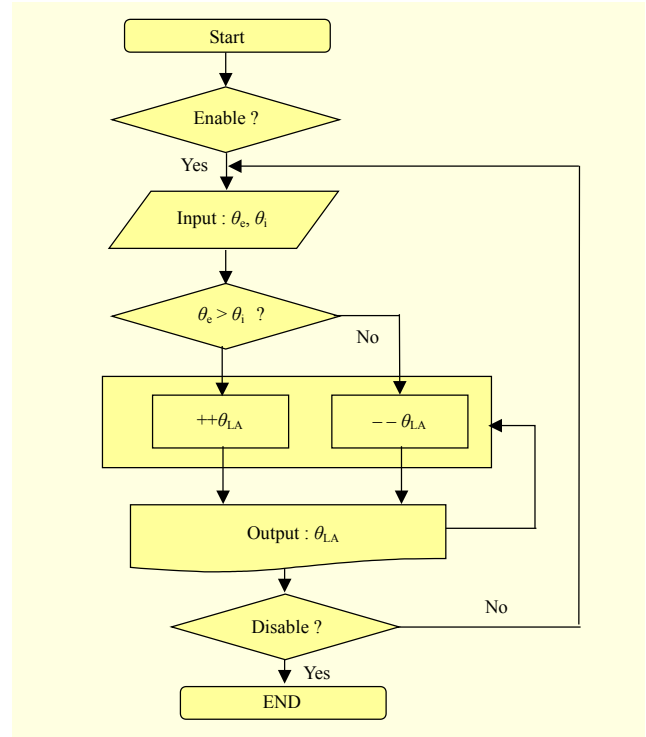 Start
Enable ?
Yes
Input : θe, θi
θe > θi ?
No
++θLA
– – θLA
Output : θLA
Disable ?
No
Yes
END